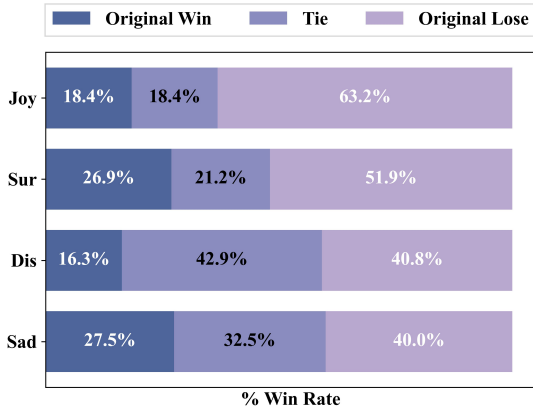 Original Win Tie Original Lose
Joy 18.4% 18.4% 63.2%
Sur 26.9% 21.2% 51.9%
Dis 16.3% 42.9% 40.8%
Sad 27.5% 32.5% 40.0%
% Win Rate